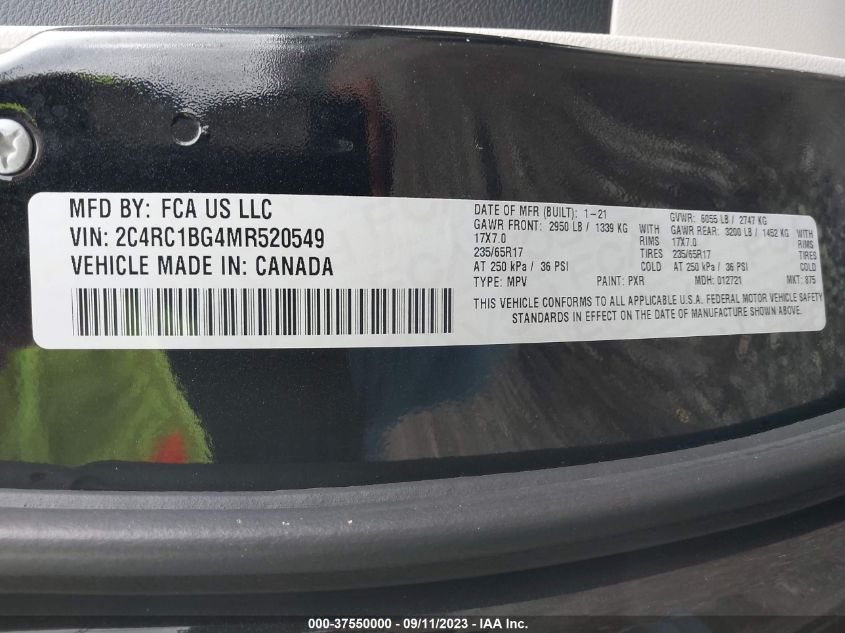 MFD BY: FCA US LLC
VIN: 2C4RC1BG4MR520549
VEHICLE MADE IN: CANADA
DATE OF MFR (BUILT): 1-21 GVWR: 6055 LB / 2747 KG
GAWR FRONT: 2950 LB / 1339 KG WITH GAWR REAR: 3200 LB / 1452 KG WITH
17X7.0 RIMS 17X7.0 RIMS
235/65R17 TIRES 235/65R17 TIRES
AT 250 kPa / 36 PSI COLD AT 250 kPa / 36 PSI COLD
TYPE: MPV PAINT: PXR MDH: 012721 MKT: 875
THIS VEHICLE CONFORMS TO ALL APPLICABLE U.S.A. FEDERAL MOTOR VEHICLE SAFETY
STANDARDS IN EFFECT ON THE DATE OF MANUFACTURE SHOWN ABOVE.
000-37550000 - 09/11/2023 - IAA Inc.